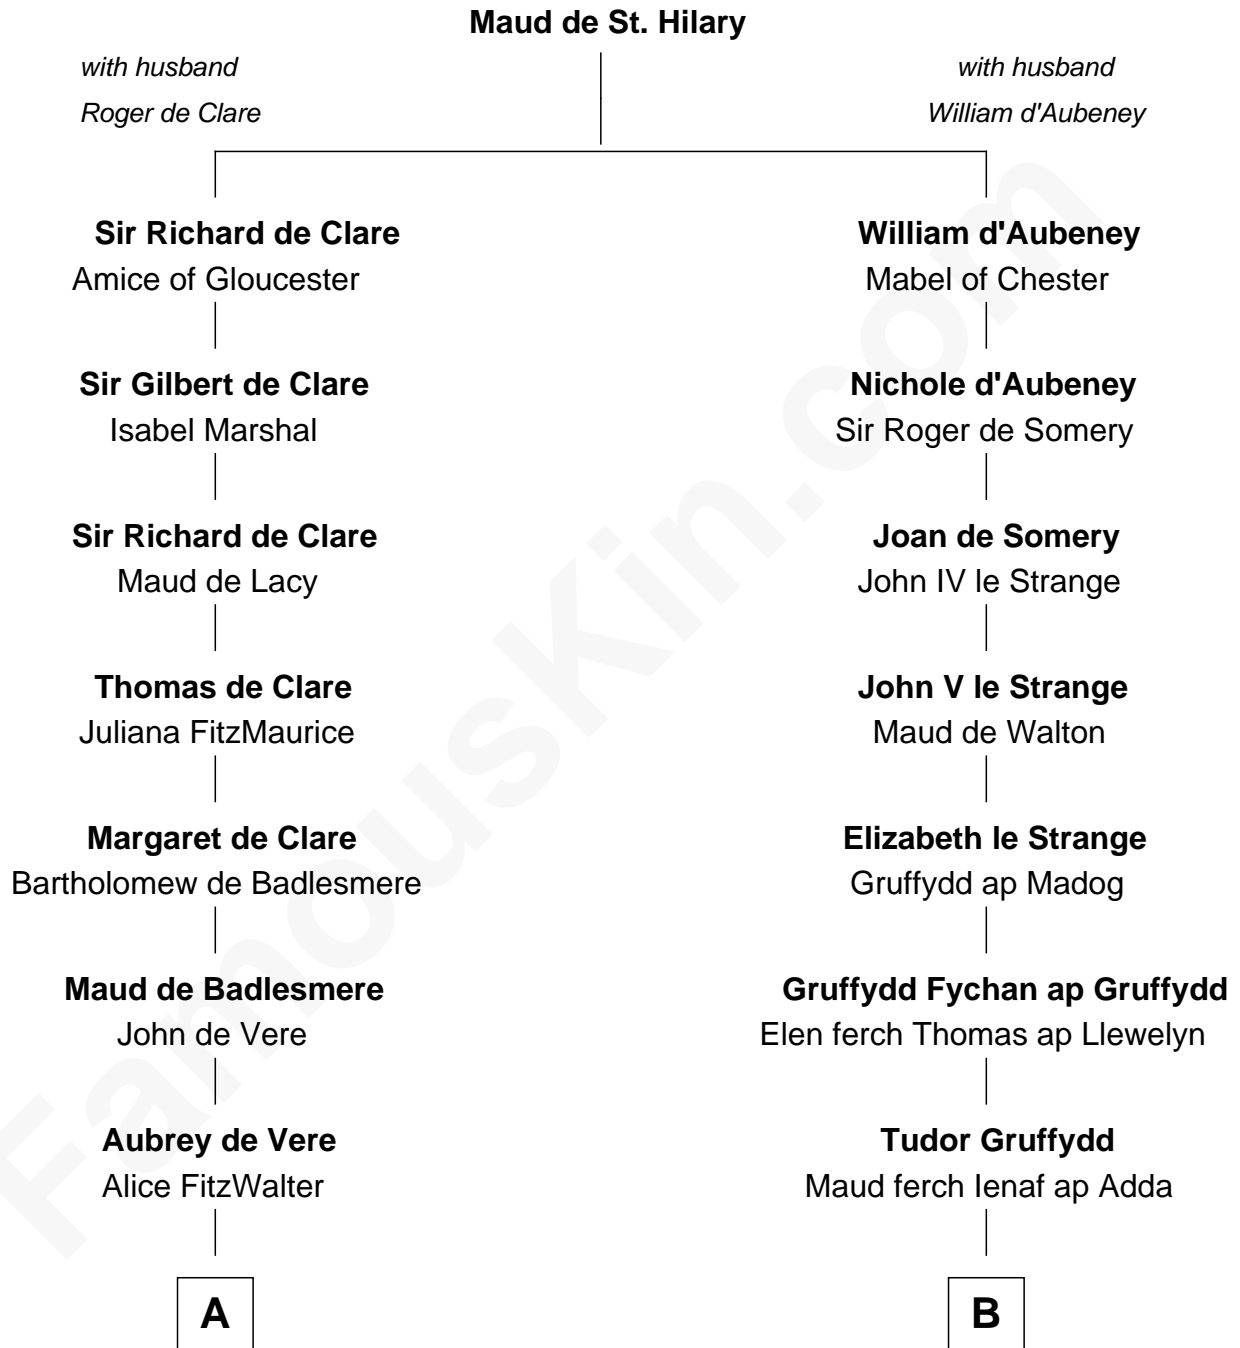 Maud de St. Hilary
with husband
Roger de Clare
with husband
William d'Aubeney
Sir Richard de Clare
Amice of Gloucester
William d'Aubeney
Mabel of Chester
Sir Gilbert de Clare
Isabel Marshal
Nichole d'Aubeney
Sir Roger de Somery
Sir Richard de Clare
Maud de Lacy
Joan de Somery
John IV le Strange
Thomas de Clare
Juliana FitzMaurice
John V le Strange
Maud de Walton
Margaret de Clare
Bartholomew de Badlesmere
Elizabeth le Strange
Gruffydd ap Madog
Maud de Badlesmere
John de Vere
Gruffydd Fychan ap Gruffydd
Elen ferch Thomas ap Llewelyn
Aubrey de Vere
Alice FitzWalter
Tudor Gruffydd
Maud ferch Ienaf ap Adda
A
B
FamousKin.com